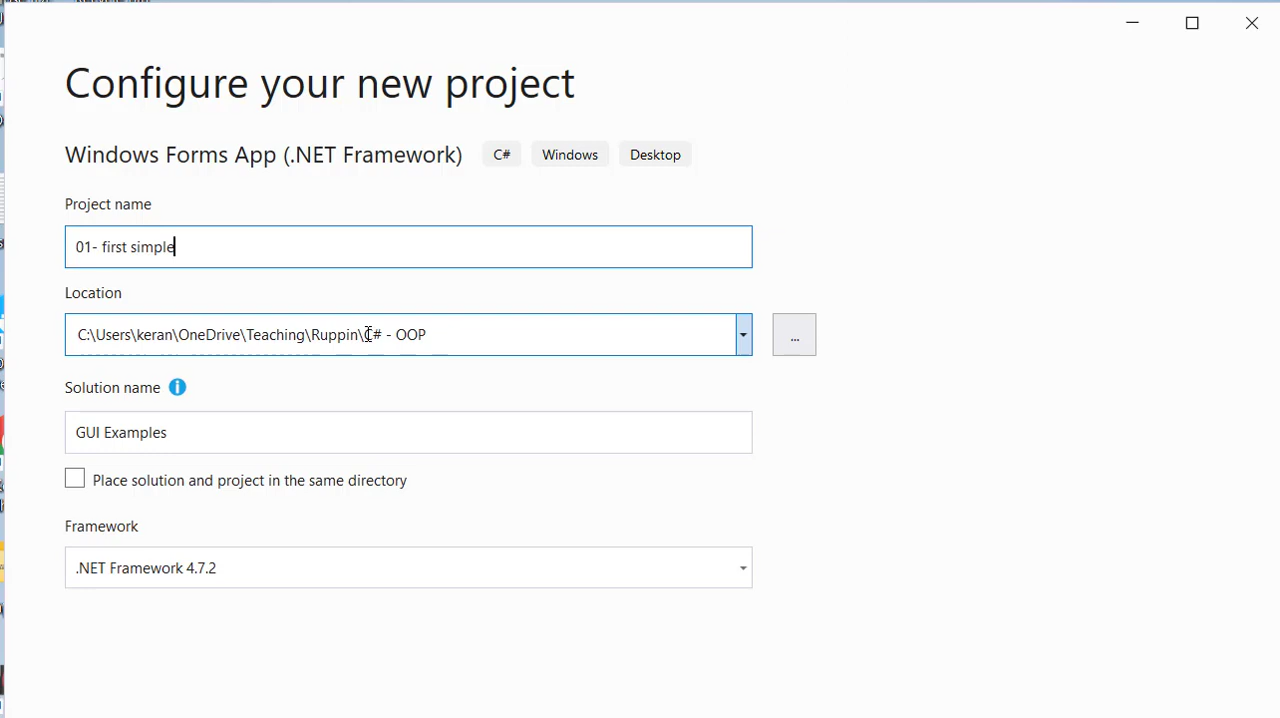 Configure your new project
Windows Forms App (.NET Framework) C# Windows Desktop
Project name
01- first simple
Location
C:\Users\keran\OneDrive\Teaching\Ruppin\C# - OOP
...
Solution name
GUI Examples
Place solution and project in the same directory
Framework
.NET Framework 4.7.2